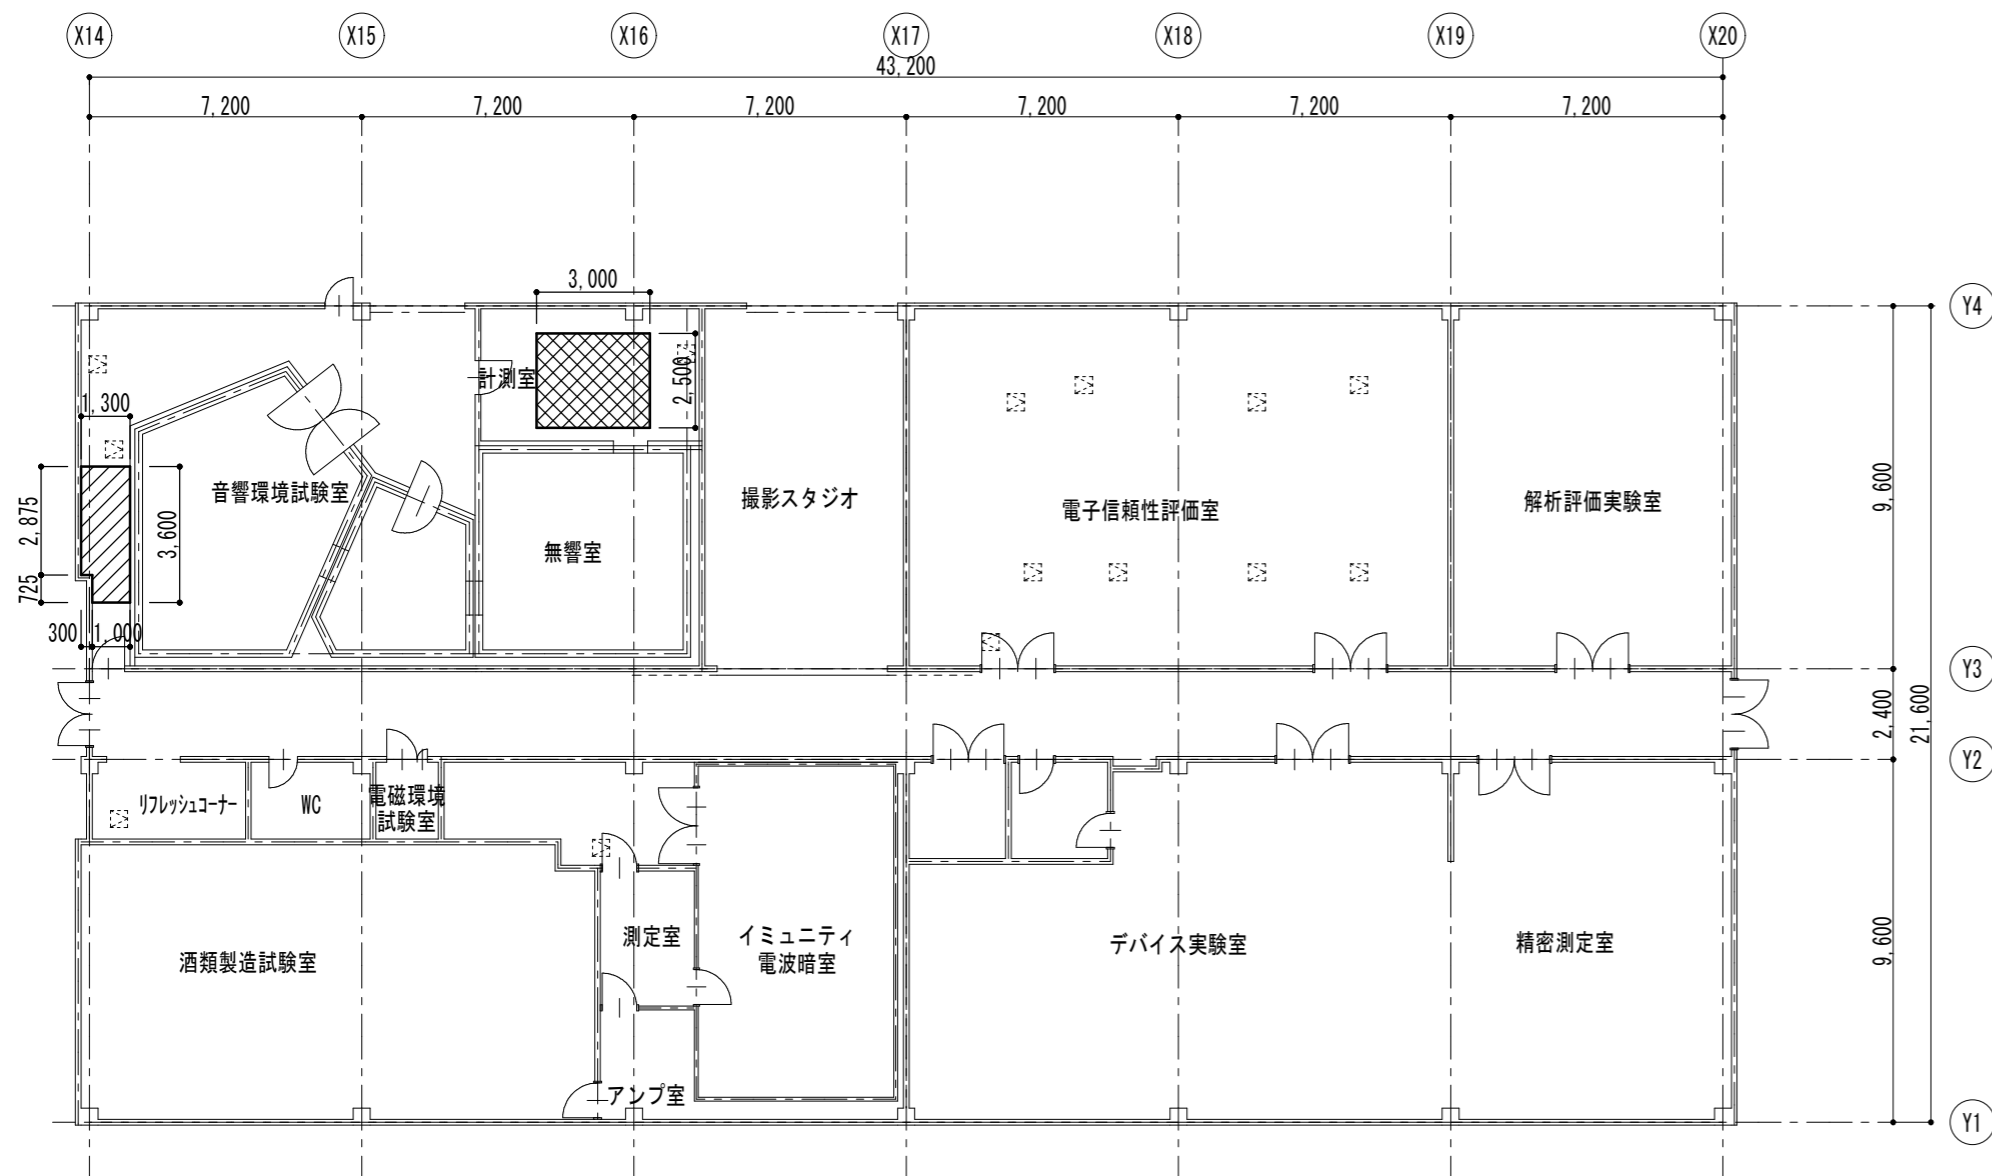 X14 X15 X16 X17 X18 X19 X20
43,200
7,200 7,200 7,200 7,200 7,200 7,200
3,000
Y4
計測室
2,500
1,300
音響環境試験室
撮影スタジオ
電子信頼性評価室
解析評価実験室
9,600
2,875
3,600
無響室
725
300
1,000
Y3
2,400
21,600
Y2
リフレッシュコーナー
WC
電磁環境
試験室
測定室
イミュニティ
電波暗室
デバイス実験室
精密測定室
9,600
酒類製造試験室
アンプ室
Y1